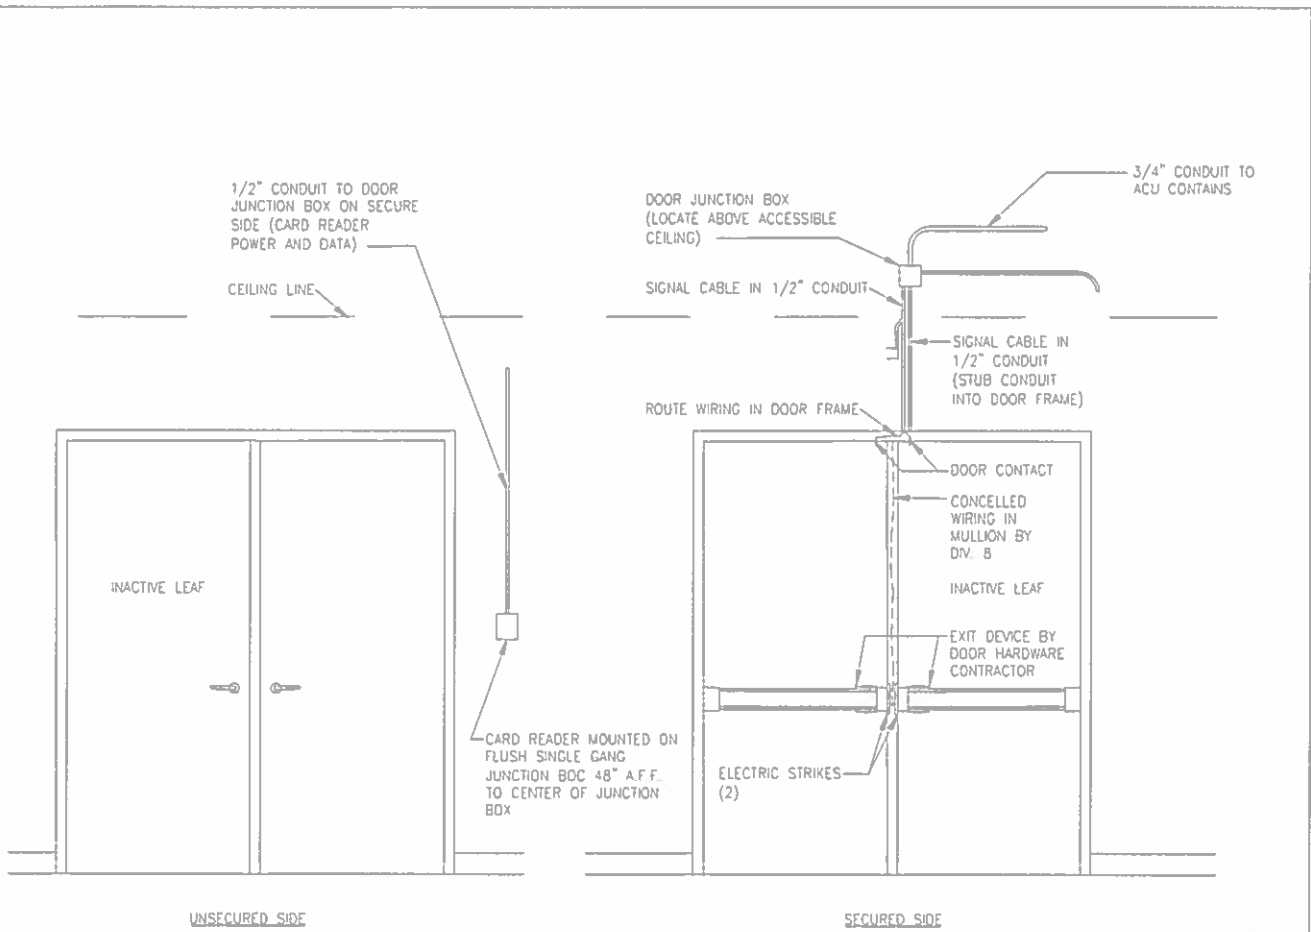 1/2" CONDUIT TO DOOR
JUNCTION BOX ON SECURE
SIDE (CARD READER
POWER AND DATA)
CEILING LINE
INACTIVE LEAF
CARD READER MOUNTED ON
FLUSH SINGLE GANG
JUNCTION BOC 48" A.F.F.
TO CENTER OF JUNCTION
BOX
UNSECURED SIDE
3/4" CONDUIT TO
ACU CONTAINS
DOOR JUNCTION BOX
(LOCATE ABOVE ACCESSIBLE
CEILING)
SIGNAL CABLE IN 1/2" CONDUIT
SIGNAL CABLE IN
1/2" CONDUIT
(STUB CONDUIT
INTO DOOR FRAME)
ROUTE WIRING IN DOOR FRAME
DOOR CONTACT
CONCELLED
WIRING IN
MULLION BY
DIV. 8
INACTIVE LEAF
EXIT DEVICE BY
DOOR HARDWARE
CONTRACTOR
ELECTRIC STRIKES
(2)
SECURED SIDE